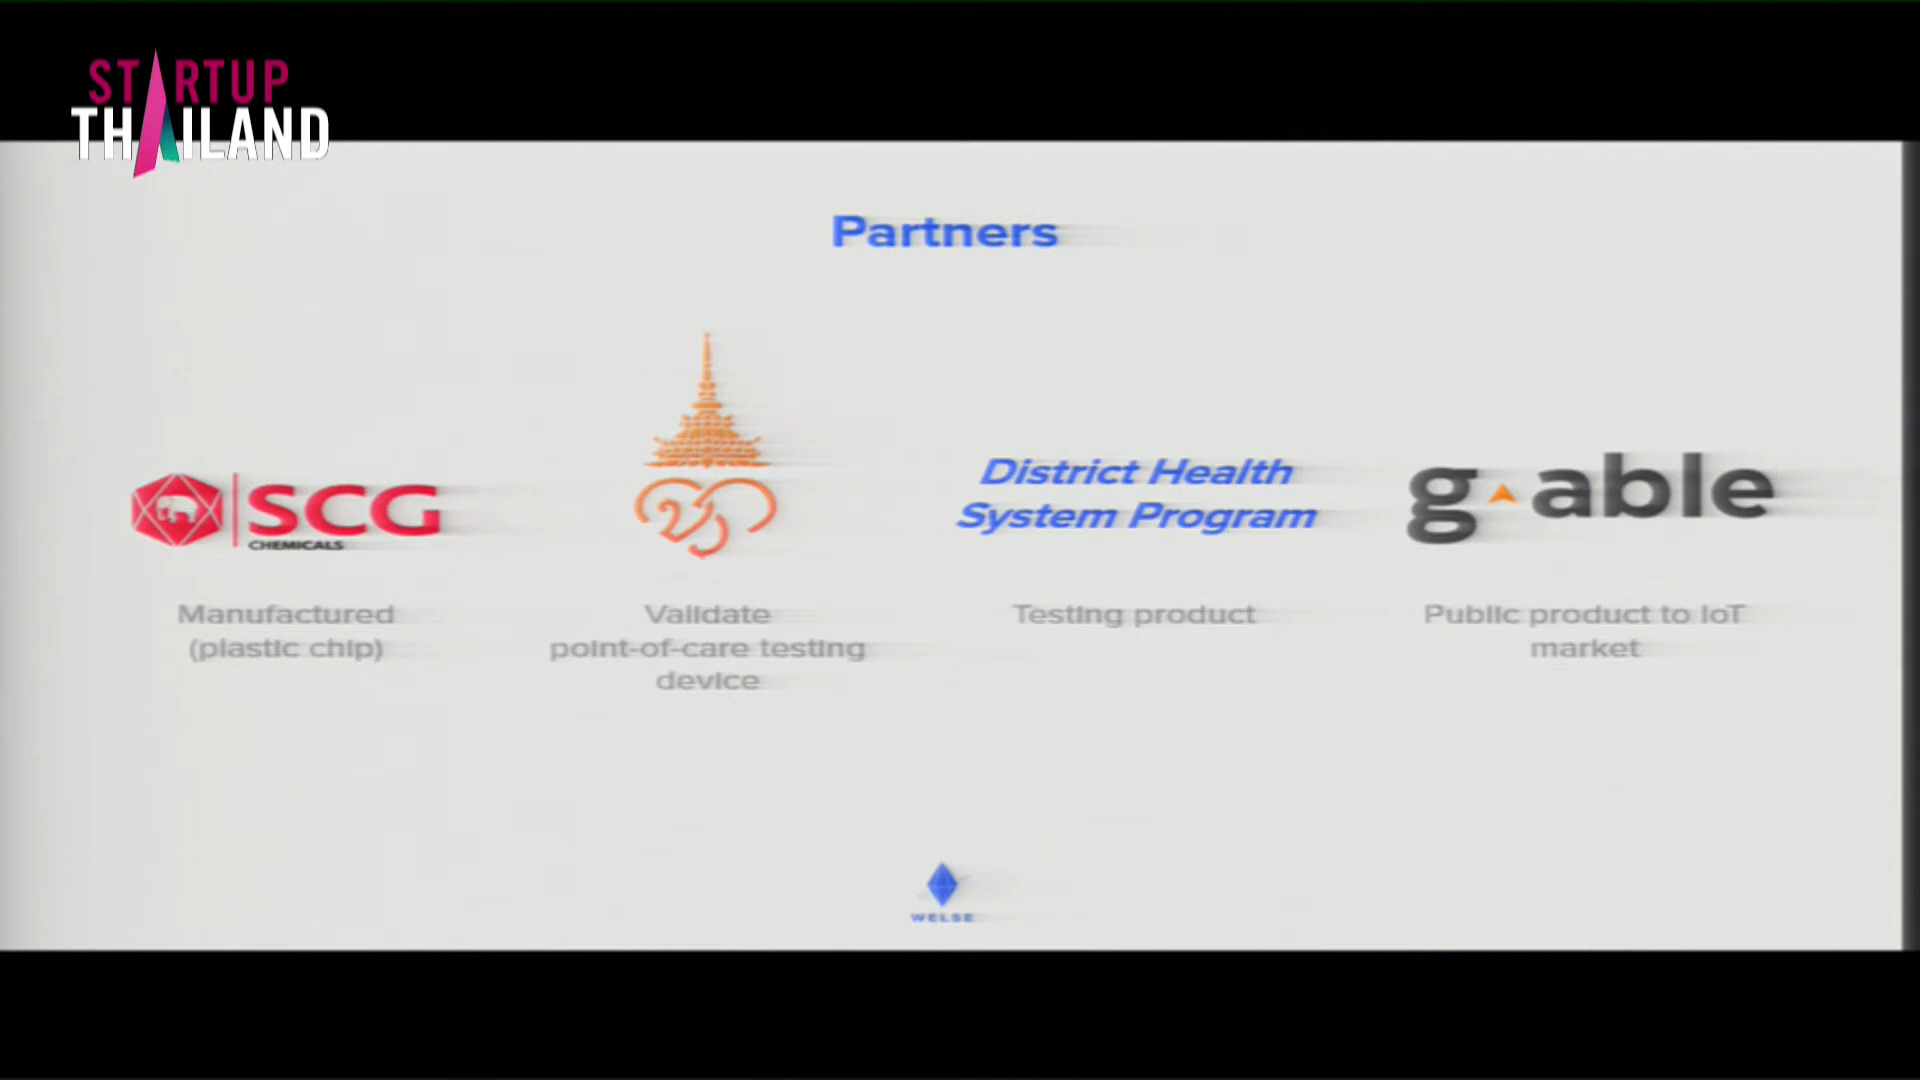 STARTUP
THAILAND
Partners
SCG
CHEMICALS
District Health
System Program
g able
Manufactured
(plastic chip)
Validate
point-of-care testing
device
Testing product
Public product to IoT
market
WELSE